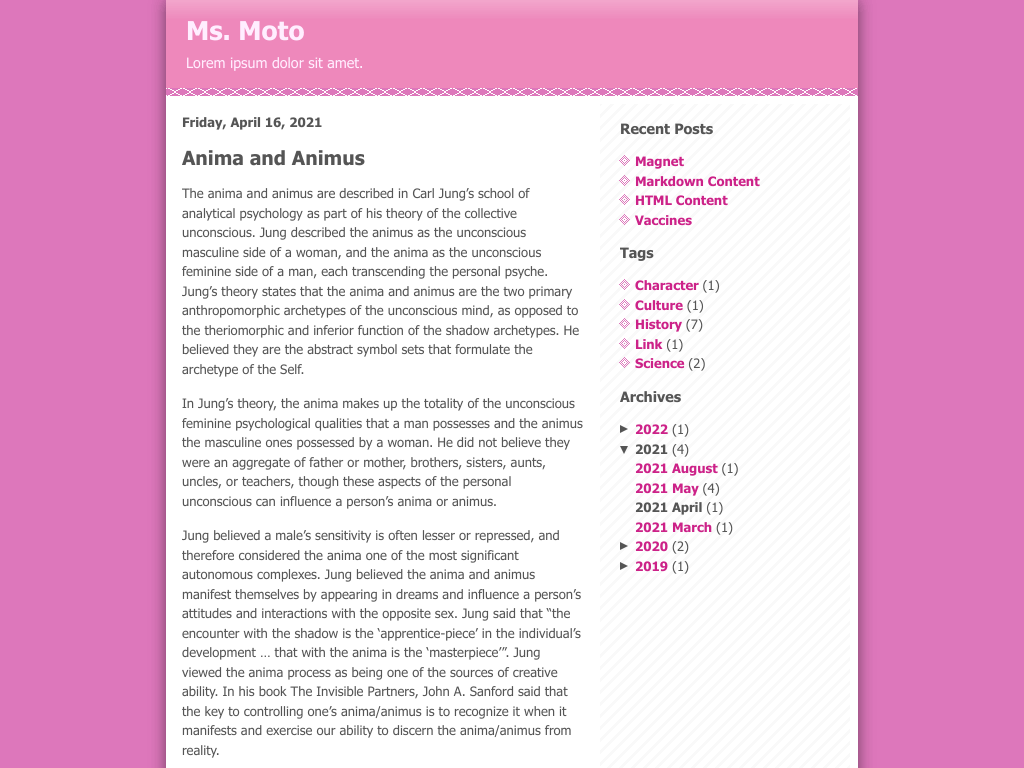 Ms. Moto
Lorem ipsum dolor sit amet.
Friday, April 16, 2021
Anima and Animus
The anima and animus are described in Carl Jung’s school of
analytical psychology as part of his theory of the collective
unconscious. Jung described the animus as the unconscious
masculine side of a woman, and the anima as the unconscious
feminine side of a man, each transcending the personal psyche.
Jung’s theory states that the anima and animus are the two primary
anthropomorphic archetypes of the unconscious mind, as opposed to
the theriomorphic and inferior function of the shadow archetypes. He
believed they are the abstract symbol sets that formulate the
archetype of the Self.
In Jung’s theory, the anima makes up the totality of the unconscious
feminine psychological qualities that a man possesses and the animus
the masculine ones possessed by a woman. He did not believe they
were an aggregate of father or mother, brothers, sisters, aunts,
uncles, or teachers, though these aspects of the personal
unconscious can influence a person’s anima or animus.
Jung believed a male’s sensitivity is often lesser or repressed, and
therefore considered the anima one of the most significant
autonomous complexes. Jung believed the anima and animus
manifest themselves by appearing in dreams and influence a person’s
attitudes and interactions with the opposite sex. Jung said that “the
encounter with the shadow is the ‘apprentice-piece’ in the individual’s
development … that with the anima is the ‘masterpiece’”. Jung
viewed the anima process as being one of the sources of creative
ability. In his book The Invisible Partners, John A. Sanford said that
the key to controlling one’s anima/animus is to recognize it when it
manifests and exercise our ability to discern the anima/animus from
reality.
Recent Posts
Magnet
Markdown Content
HTML Content
Vaccines
Tags
Character (1)
Culture (1)
History (7)
Link (1)
Science (2)
Archives
► 2022 (1)
▼ 2021 (4)
2021 August (1)
2021 May (4)
2021 April (1)
2021 March (1)
► 2020 (2)
► 2019 (1)